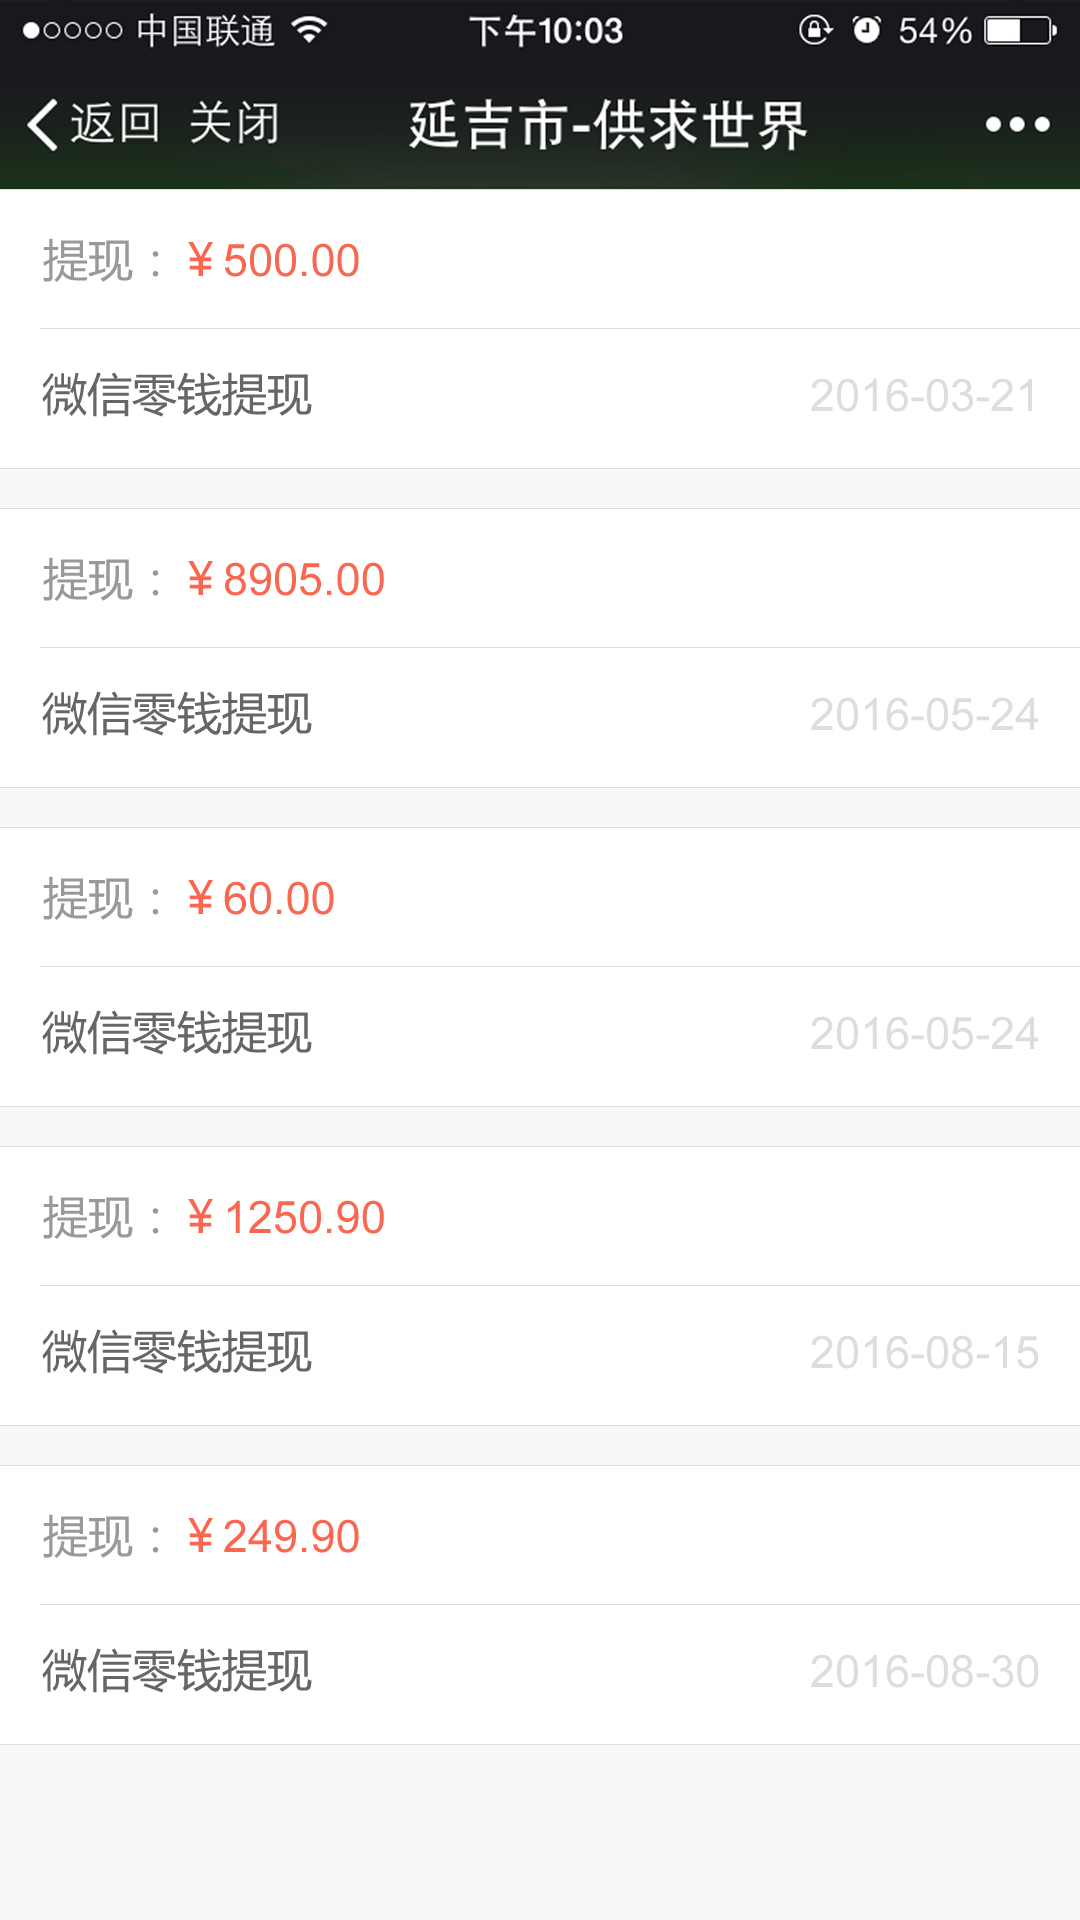 中国联通 下午10:03 54%
返回 关闭 延吉市-供求世界
提现：¥500.00
微信零钱提现 2016-03-21
提现：¥8905.00
微信零钱提现 2016-05-24
提现：¥60.00
微信零钱提现 2016-05-24
提现：¥1250.90
微信零钱提现 2016-08-15
提现：¥249.90
微信零钱提现 2016-08-30